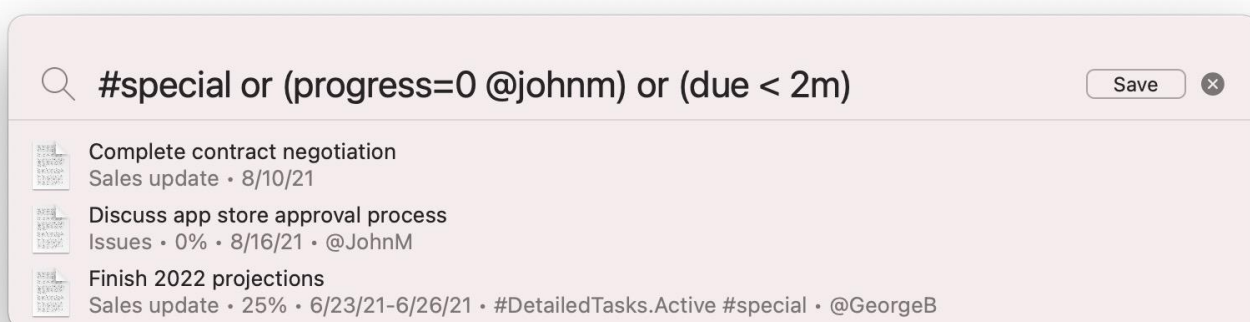 #special or (progress=0 @johnm) or (due < 2m)
Save
Complete contract negotiation
Sales update • 8/10/21
Discuss app store approval process
Issues • 0% • 8/16/21 • @JohnM
Finish 2022 projections
Sales update • 25% • 6/23/21-6/26/21 • #DetailedTasks.Active #special • @GeorgeB